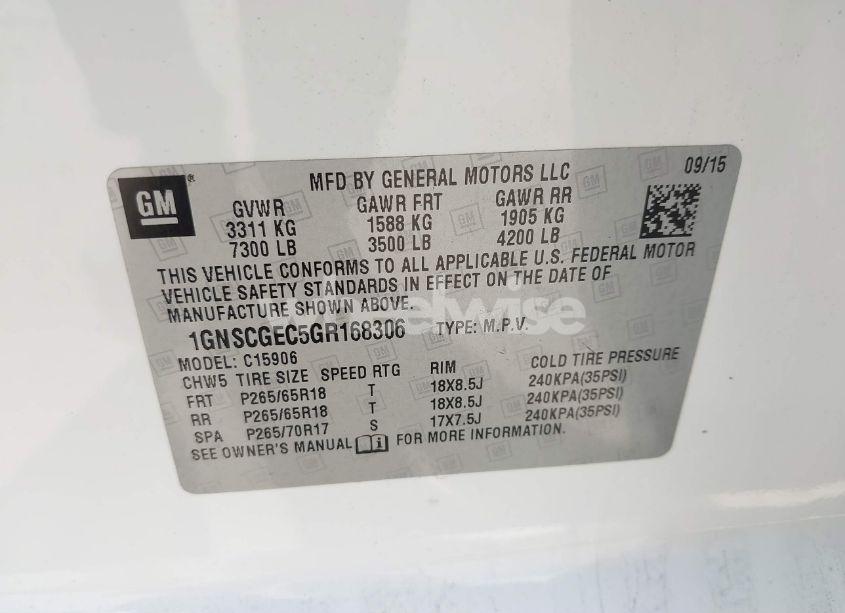 GM
MFD BY GENERAL MOTORS LLC
09/15
GVWR GAWR FRT GAWR RR
3311 KG 1588 KG 1905 KG
7300 LB 3500 LB 4200 LB
THIS VEHICLE CONFORMS TO ALL APPLICABLE U.S. FEDERAL MOTOR
VEHICLE SAFETY STANDARDS IN EFFECT ON THE DATE OF
MANUFACTURE SHOWN ABOVE.
1GNSCGEC5GR168306 TYPE: M.P.V.
MODEL: C15906
CHW5 TIRE SIZE SPEED RTG RIM COLD TIRE PRESSURE
FRT P265/65R18 T 18X8.5J 240KPA(35PSI)
RR P265/65R18 T 18X8.5J 240KPA(35PSI)
SPA P265/70R17 S 17X7.5J 240KPA(35PSI)
SEE OWNER'S MANUAL FOR MORE INFORMATION.